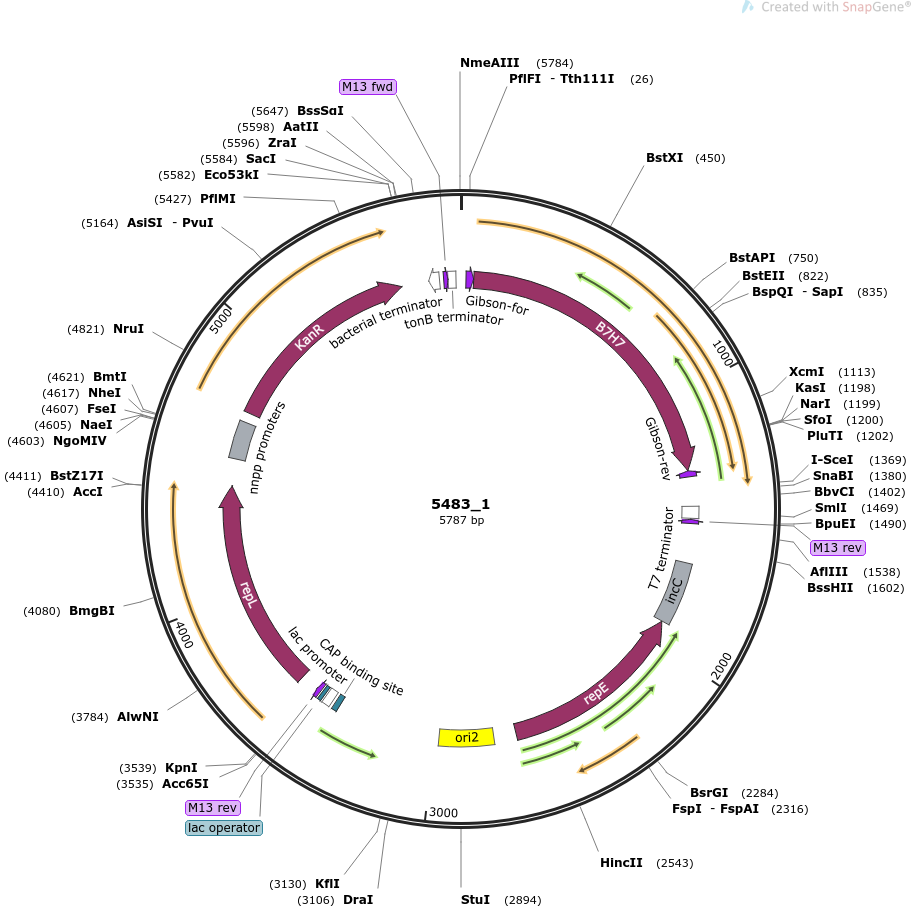 Created with SnapGene®
NmeAIII (5784)
PflFI - Tth111I (26)
M13 fwd
(5647) BssSαI
(5598) AatII
(5596) ZraI
(5584) SacI
(5582) Eco53kI
(5427) PflMI
(5164) AsiSI - PvuI
BstXI (450)
BstAPI (750)
BstEII (822)
BspQI - SapI (835)
XcmI (1113)
KasI (1198)
NarI (1199)
SfoI (1200)
PluTI (1202)
I-SceI (1369)
SnaBI (1380)
BbvCI (1402)
SmlI (1469)
BpuEI (1490)
M13 rev
AflIII (1538)
BssHII (1602)
(4821) NruI
(4621) BmtI
(4617) NheI
(4607) FseI
(4605) NaeI
(4603) NgoMIV
(4411) BstZ17I
(4410) AccI
(4080) BmgBI
(3784) AlwNI
(3539) KpnI
(3535) Acc65I
M13 rev
lac operator
(3130) KflI
(3106) DraI
StuI (2894)
HincII (2543)
BsrGI (2284)
FspI - FspAI (2316)
1000
2000
3000
4000
5000
KanR
bacterial terminator
tonB terminator
Gibson-for
B7H7
Gibson-rev
T7 terminator
incC
repE
ori2
CAP binding site
lac promoter
repL
nnpp promoters
5483_1
5787 bp